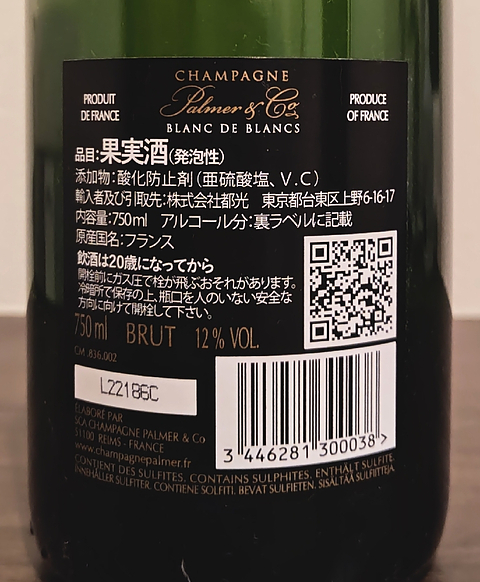 CHAMPAGNE
PRODUIT
DE FRANCE
Palmer & Co
PRODUCE
OF FRANCE
BLANC DE BLANCS
品目:果実酒(発泡性)
添加物:酸化防止剤(亜硫酸塩、V.C)
輸入者及び引取先:株式会社都光 東京都台東区上野6-16-17
内容量:750ml アルコール分:裏ラベルに記載
原産国名:フランス
飲酒は20歳になってから
開栓前にガス圧で栓が飛ぶおそれがあります。
冷暗所で保存の上、瓶口を人のいない安全な
方向に向けて開栓して下さい。
750 ml BRUT 12 % VOL.
CM .836.002
L22186C
ÉLABORÉ PAR
SCA CHAMPAGNE PALMER & Co
51100 REIMS - FRANCE
www.champagnepalmer.fr
3 446281 300038 >
CONTIENT DES SULFITES. CONTAINS SULPHITES. ENTHÄLT SULFITE.
INNEHÅLLER SULFITER. CONTIENE SOLFITI. BEVAT SULFIETEN. SISÄLTÄÄ SULFIITTEJA.